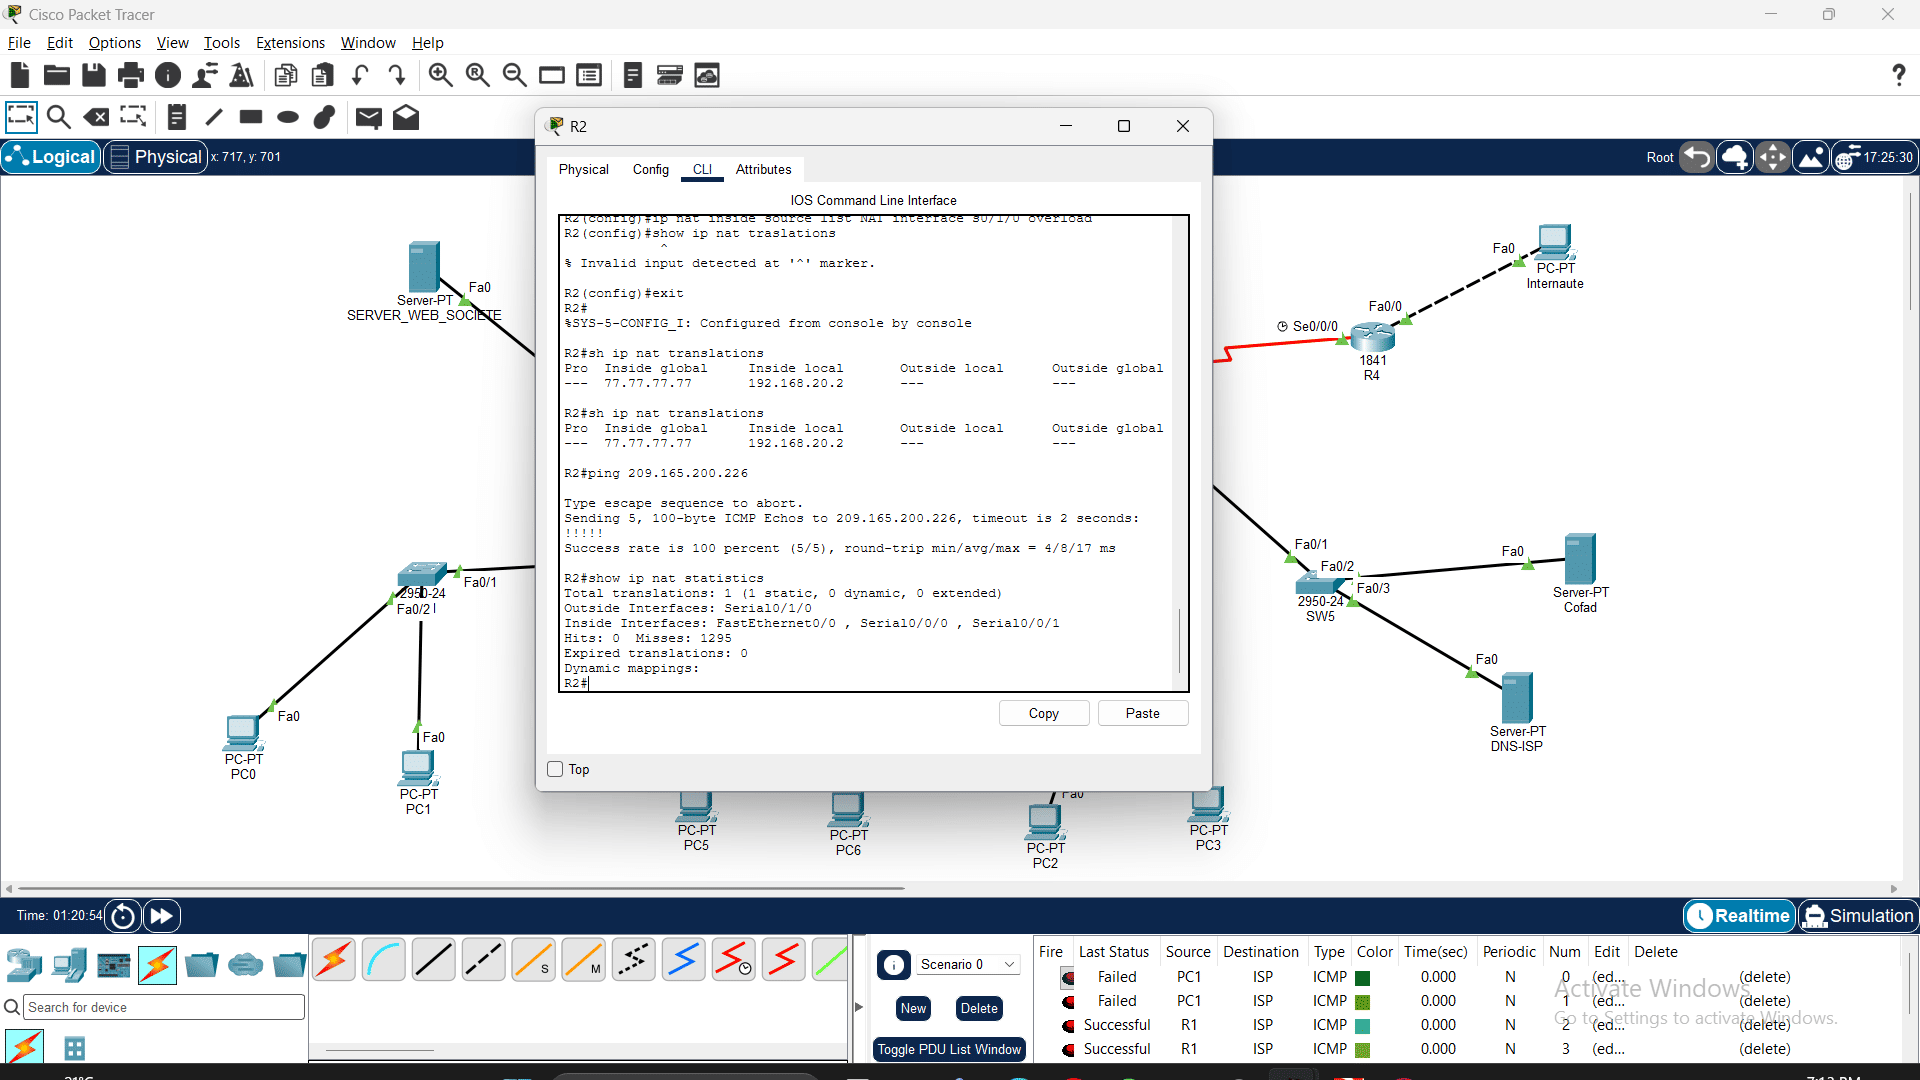 Cisco Packet Tracer
File Edit Options View Tools Extensions Window Help
Logical Physical x: 717, y: 701
Root 17:25:30
R2
Physical Config CLI Attributes
IOS Command Line Interface
R2(config)#ip nat inside source list NAT interface s0/1/0 overload
R2(config)#show ip nat traslations
^
% Invalid input detected at '^' marker.
R2(config)#exit
R2#
%SYS-5-CONFIG_I: Configured from console by console
R2#sh ip nat translations
Pro Inside global Inside local Outside local Outside global
--- 77.77.77.77 192.168.20.2 --- ---
R2#sh ip nat translations
Pro Inside global Inside local Outside local Outside global
--- 77.77.77.77 192.168.20.2 --- ---
R2#ping 209.165.200.226
Type escape sequence to abort.
Sending 5, 100-byte ICMP Echos to 209.165.200.226, timeout is 2 seconds:
!!!!!
Success rate is 100 percent (5/5), round-trip min/avg/max = 4/8/17 ms
R2#show ip nat statistics
Total translations: 1 (1 static, 0 dynamic, 0 extended)
Outside Interfaces: Serial0/1/0
Inside Interfaces: FastEthernet0/0 , Serial0/0/0 , Serial0/0/1
Hits: 0 Misses: 1295
Expired translations: 0
Dynamic mappings:
R2#
Copy Paste
Top
Fa0
Server-PT
SERVER_WEB_SOCIETE
Fa0/1
2950-24
Fa0/2
Fa0
PC-PT
PC0
Fa0
PC-PT
PC1
PC-PT
PC5
PC-PT
PC6
Fa0
PC-PT
PC2
PC-PT
PC3
Fa0
PC-PT
Internaute
Fa0/0
Se0/0/0
1841
R4
Fa0/1
Fa0/2
Fa0/3
2950-24
SW5
Fa0
Server-PT
Cofad
Fa0
Server-PT
DNS-ISP
Time: 01:20:54
Realtime Simulation
Search for device
S M
Scenario 0
New Delete
Toggle PDU List Window
Fire Last Status Source Destination Type Color Time(sec) Periodic Num Edit Delete
Failed PC1 ISP ICMP 0.000 N 0 (ed... (delete)
Failed PC1 ISP ICMP 0.000 N 1 (ed... (delete)
Successful R1 ISP ICMP 0.000 N 2 (ed... (delete)
Successful R1 ISP ICMP 0.000 N 3 (ed... (delete)
Activate Windows
Go to Settings to activate Windows.